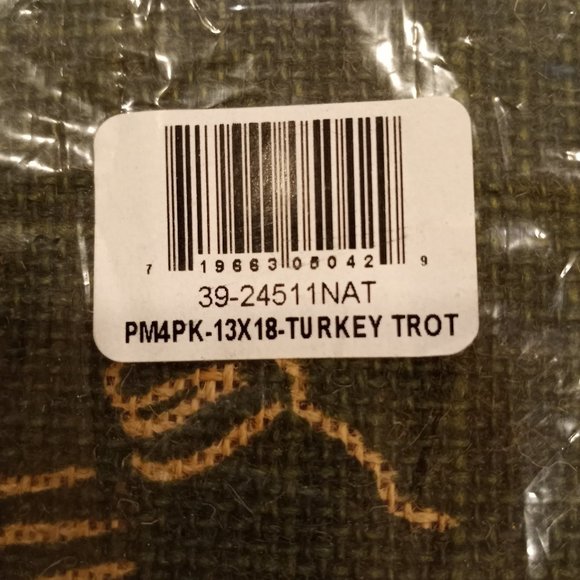 7 19663 05042 9
39-24511NAT
PM4PK-13X18-TURKEY TROT